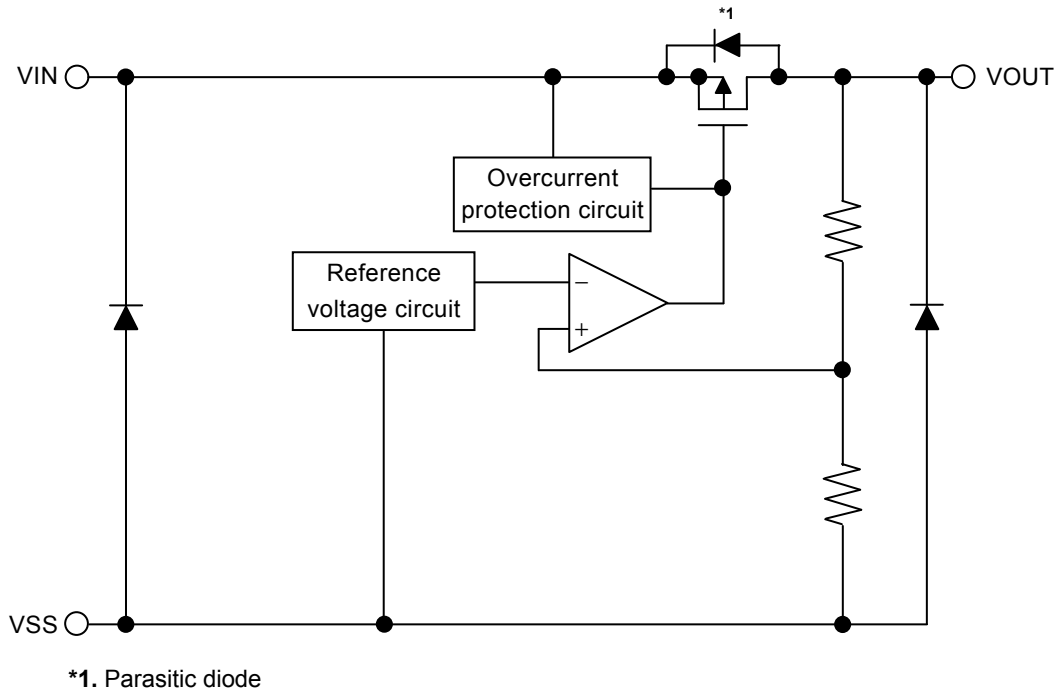 *1
VIN
VOUT
Overcurrent
protection circuit
Reference
voltage circuit
−
+
VSS
*1. Parasitic diode